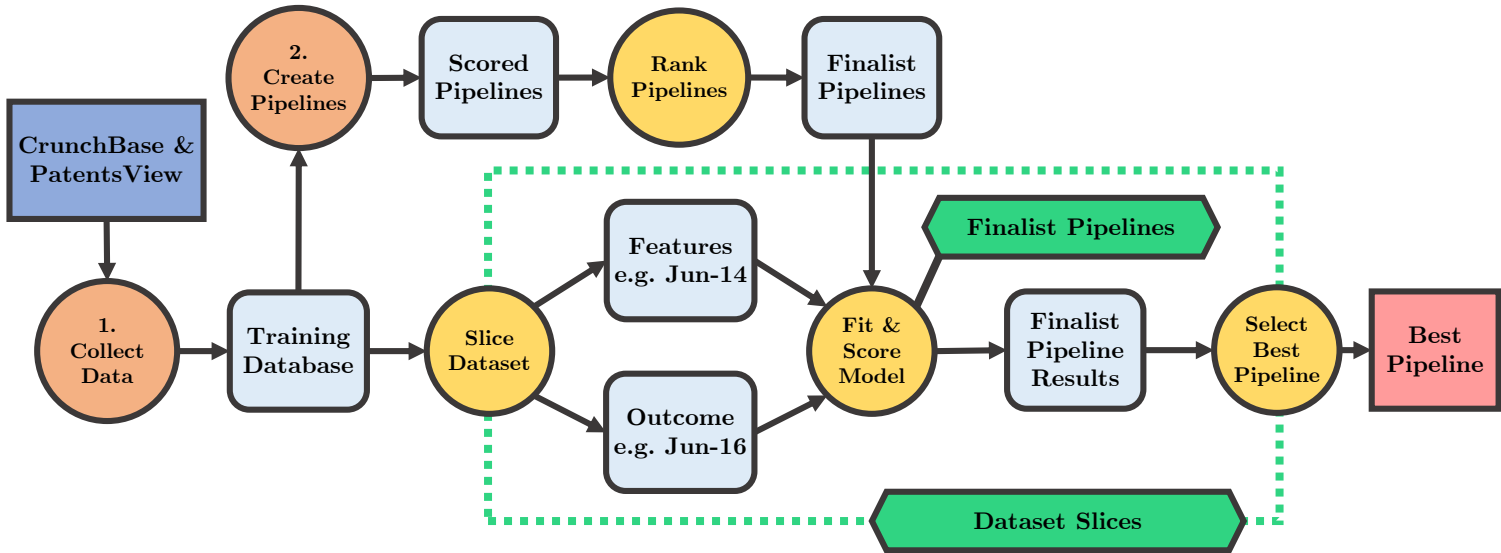 2.
Create
Pipelines
Scored
Pipelines
Rank
Pipelines
Finalist
Pipelines
CrunchBase &
PatentsView
Features
e.g. Jun-14
Finalist Pipelines
1.
Collect
Data
Training
Database
Slice
Dataset
Fit &
Score
Model
Finalist
Pipeline
Results
Select
Best
Pipeline
Best
Pipeline
Outcome
e.g. Jun-16
Dataset Slices